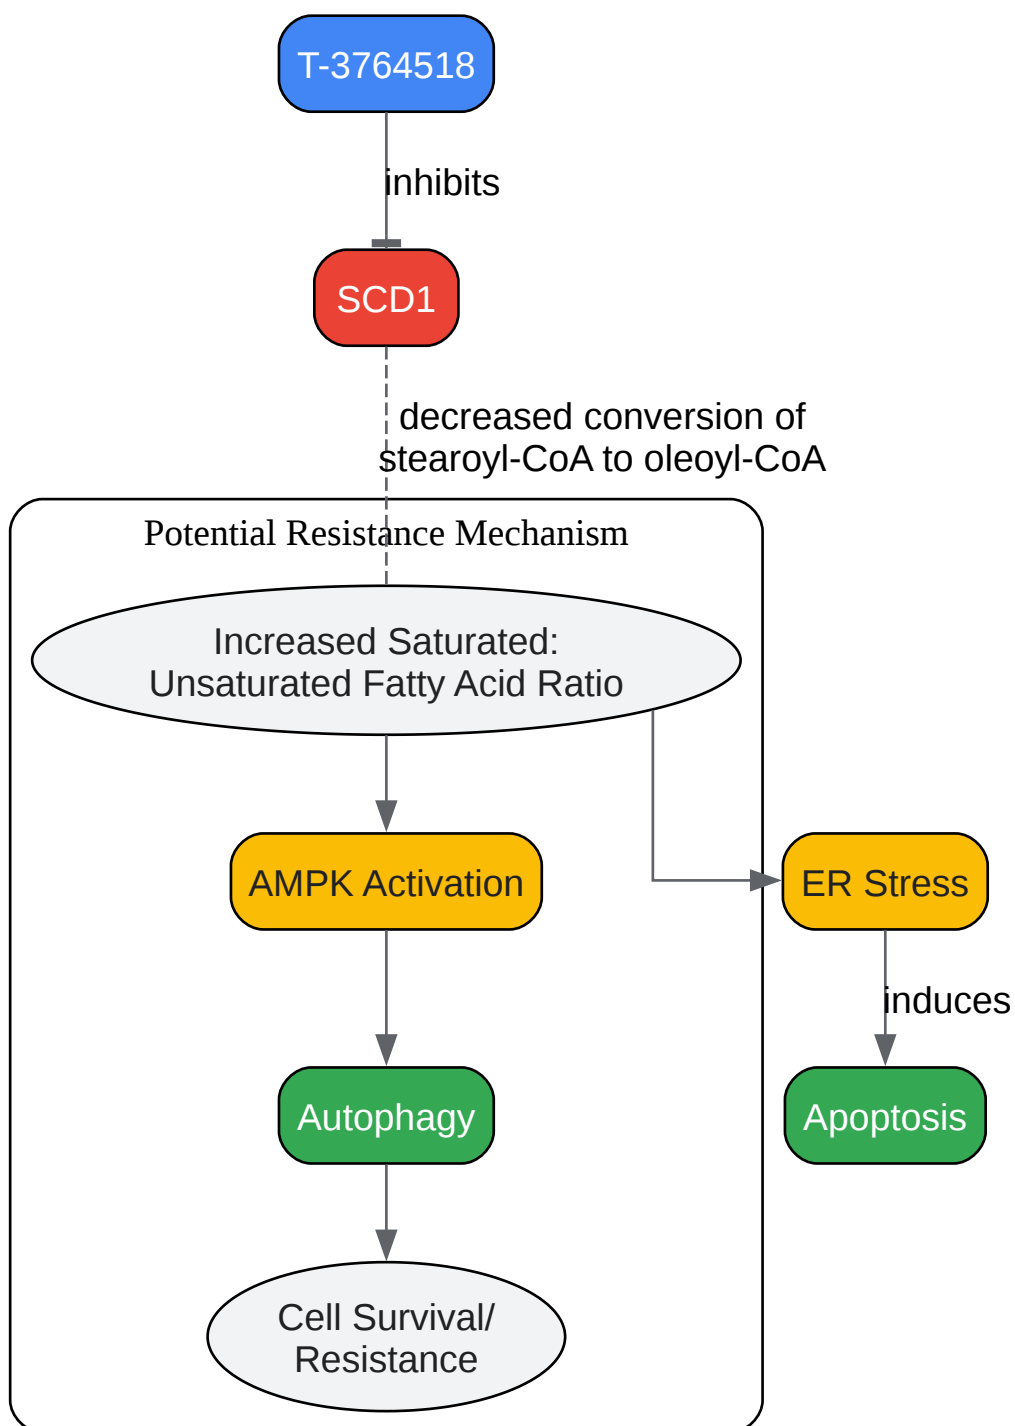 T-3764518
inhibits
SCD1
decreased conversion of
stearoyl-CoA to oleoyl-CoA
Potential Resistance Mechanism
Increased Saturated:
Unsaturated Fatty Acid Ratio
AMPK Activation
ER Stress
induces
Autophagy
Apoptosis
Cell Survival/
Resistance